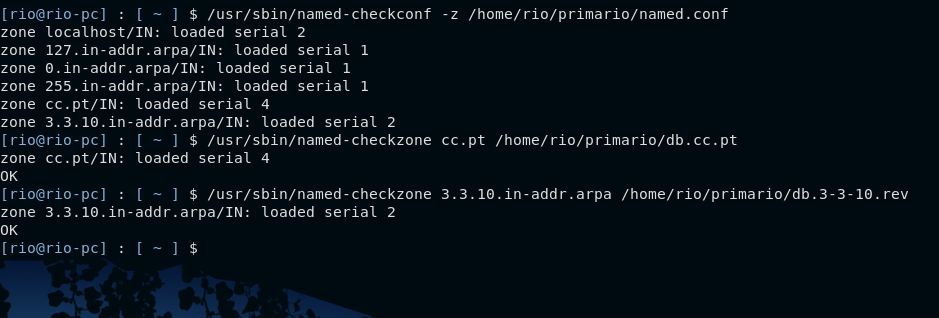 [rio@rio-pc] : [ ~ ] $ /usr/sbin/named-checkconf -z /home/rio/primario/named.conf
zone localhost/IN: loaded serial 2
zone 127.in-addr.arpa/IN: loaded serial 1
zone 0.in-addr.arpa/IN: loaded serial 1
zone 255.in-addr.arpa/IN: loaded serial 1
zone cc.pt/IN: loaded serial 4
zone 3.3.10.in-addr.arpa/IN: loaded serial 2
[rio@rio-pc] : [ ~ ] $ /usr/sbin/named-checkzone cc.pt /home/rio/primario/db.cc.pt
zone cc.pt/IN: loaded serial 4
OK
[rio@rio-pc] : [ ~ ] $ /usr/sbin/named-checkzone 3.3.10.in-addr.arpa /home/rio/primario/db.3-3-10.rev
zone 3.3.10.in-addr.arpa/IN: loaded serial 2
OK
[rio@rio-pc] : [ ~ ] $